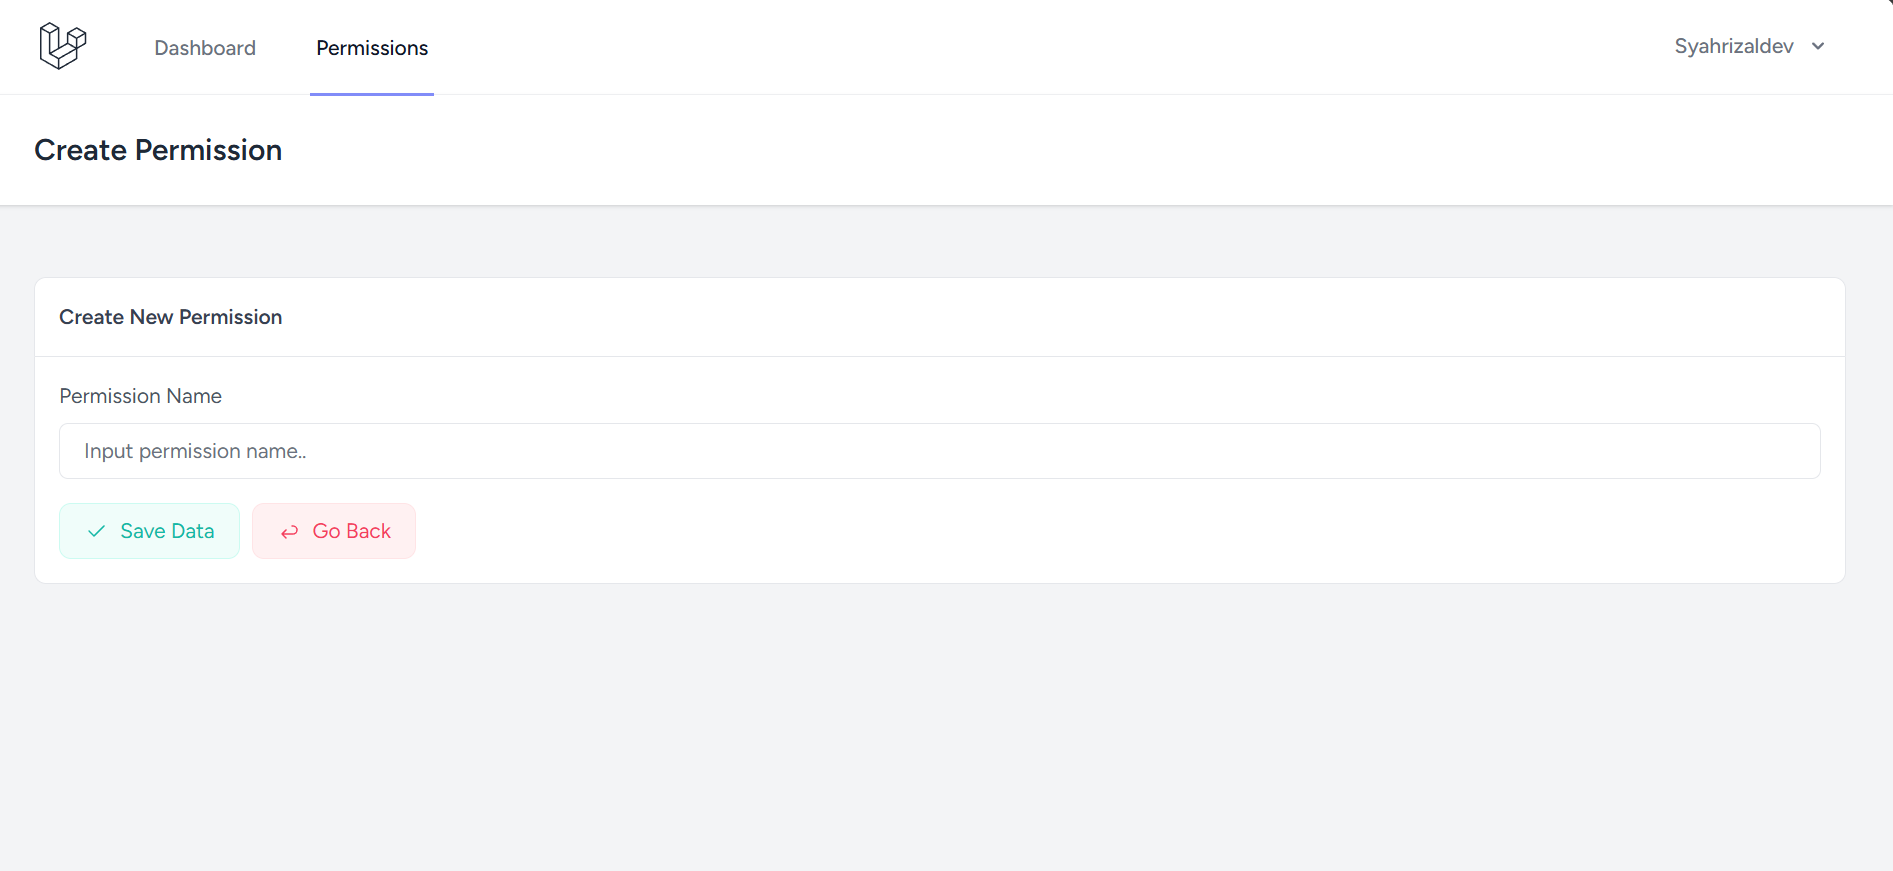 Dashboard Permissions Syahrizaldev
Create Permission
Create New Permission
Permission Name
Input permission name..
Save Data Go Back